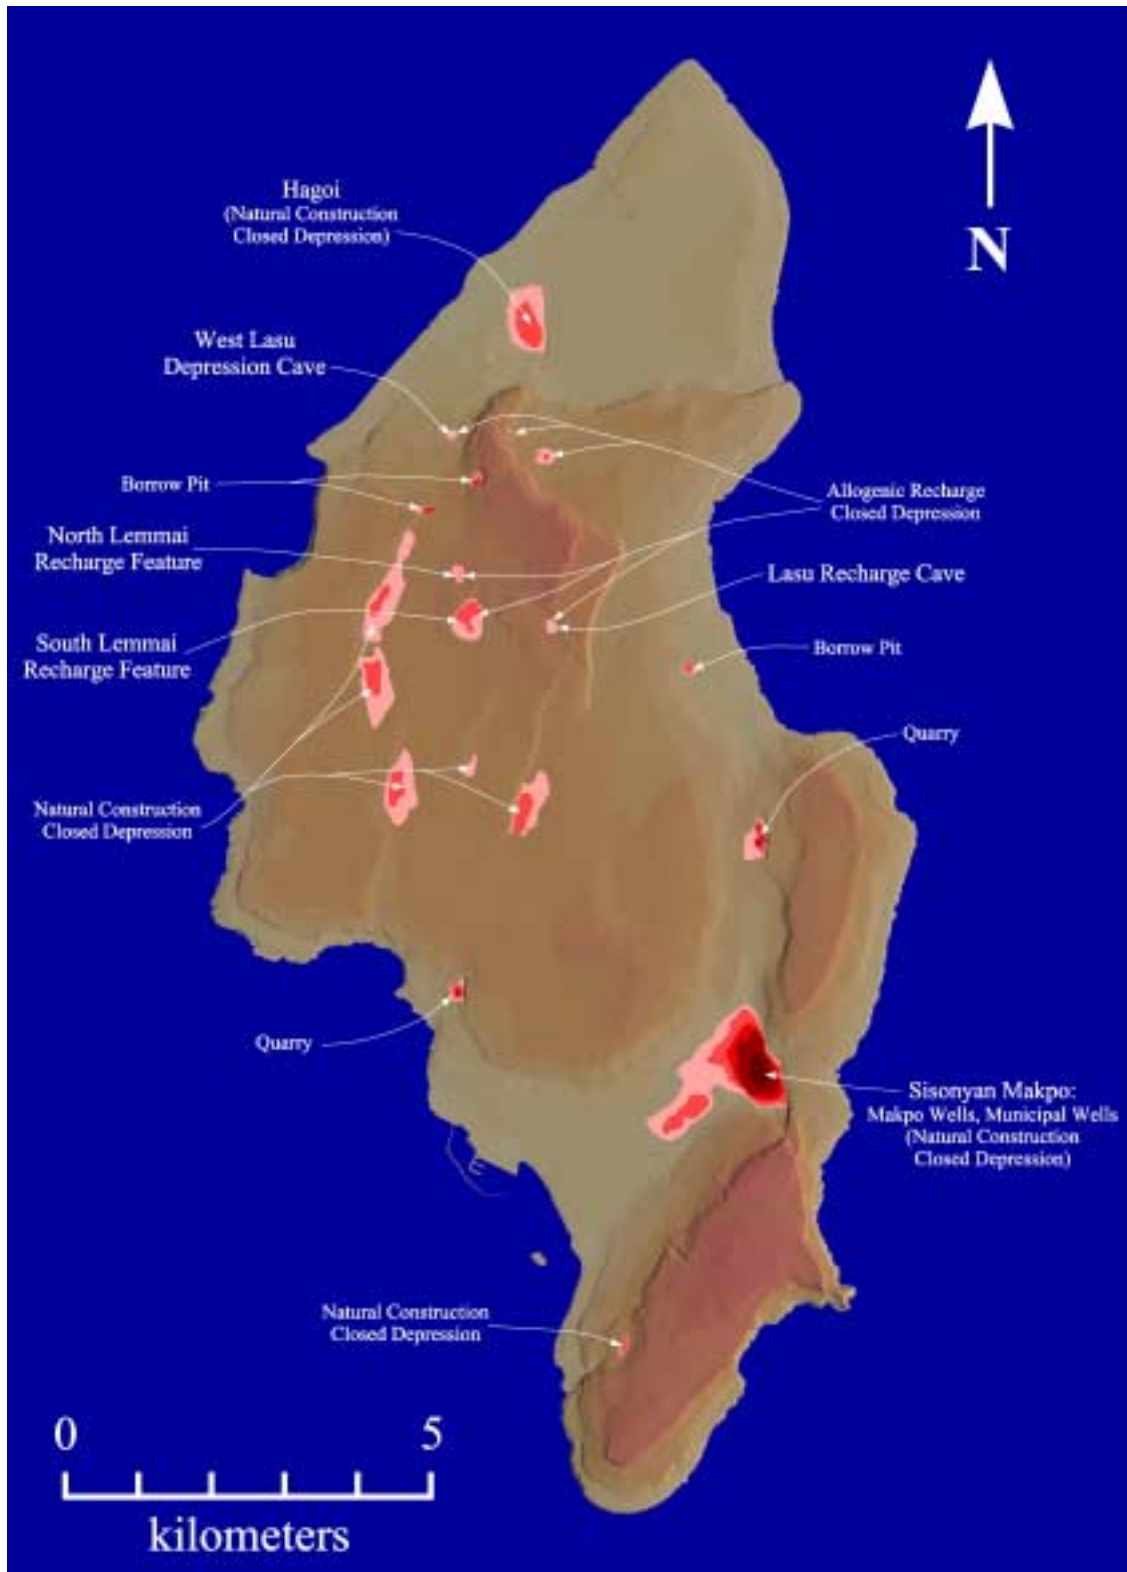 N
Hagoi
(Natural Construction
Closed Depression)
West Lasu
Depression Cave
Borrow Pit
Allogenic Recharge
Closed Depression
North Lemmai
Recharge Feature
Lasu Recharge Cave
South Lemmai
Recharge Feature
Borrow Pit
Quarry
Natural Construction
Closed Depression
Quarry
Sisonyan Makpo:
Makpo Wells, Municipal Wells
(Natural Construction
Closed Depression)
Natural Construction
Closed Depression
0 5
kilometers